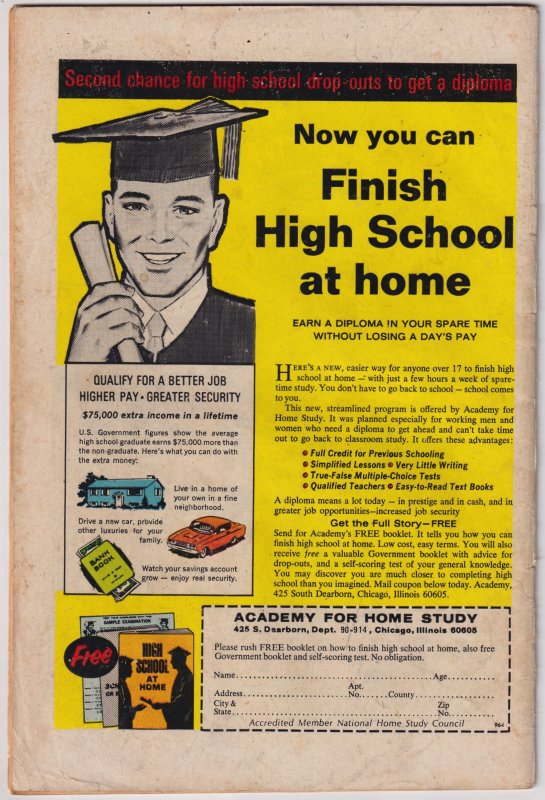 Second chance for high school drop-outs to get a diploma
Now you can
Finish
High School
at home
EARN A DIPLOMA IN YOUR SPARE TIME
WITHOUT LOSING A DAY'S PAY
HERE'S A NEW, easier way for anyone over 17 to finish high
school at home — with just a few hours a week of spare-
time study. You don't have to go back to school — school comes
to you.
This new, streamlined program is offered by Academy for
Home Study. It was planned especially for working men and
women who need a diploma to get ahead and can't take time
out to go back to classroom study. It offers these advantages:
• Full Credit for Previous Schooling
• Simplified Lessons • Very Little Writing
• True-False Multiple-Choice Tests
• Qualified Teachers • Easy-to-Read Text Books
A diploma means a lot today — in prestige and in cash, and in
greater job opportunities—increased job security
Get the Full Story—FREE
Send for Academy's FREE booklet. It tells you how you can
finish high school at home. Low cost, easy terms. You will also
receive free a valuable Government booklet with advice for
drop-outs, and a self-scoring test of your general knowledge.
You may discover you are much closer to completing high
school than you imagined. Mail coupon below today. Academy,
425 South Dearborn, Chicago, Illinois 60605.
QUALIFY FOR A BETTER JOB
HIGHER PAY · GREATER SECURITY
$75,000 extra income in a lifetime
U.S. Government figures show the average
high school graduate earns $75,000 more than
the non-graduate. Here's what you can do with
the extra money:
Live in a home of
your own in a fine
neighborhood.
Drive a new car, provide
other luxuries for your
family.
BANK
BOOK
Watch your savings account
grow — enjoy real security.
SAMPLE EXAMINATION
Free
HIGH
SCHOOL
AT
HOME
ACADEMY FOR HOME STUDY
425 S. Dearborn, Dept. 90-914, Chicago, Illinois 60605
Please rush FREE booklet on how to finish high school at home, also free
Government booklet and self-scoring test. No obligation.
Name Age
Address Apt. No. County
City & State Zip No.
Accredited Member National Home Study Council 964